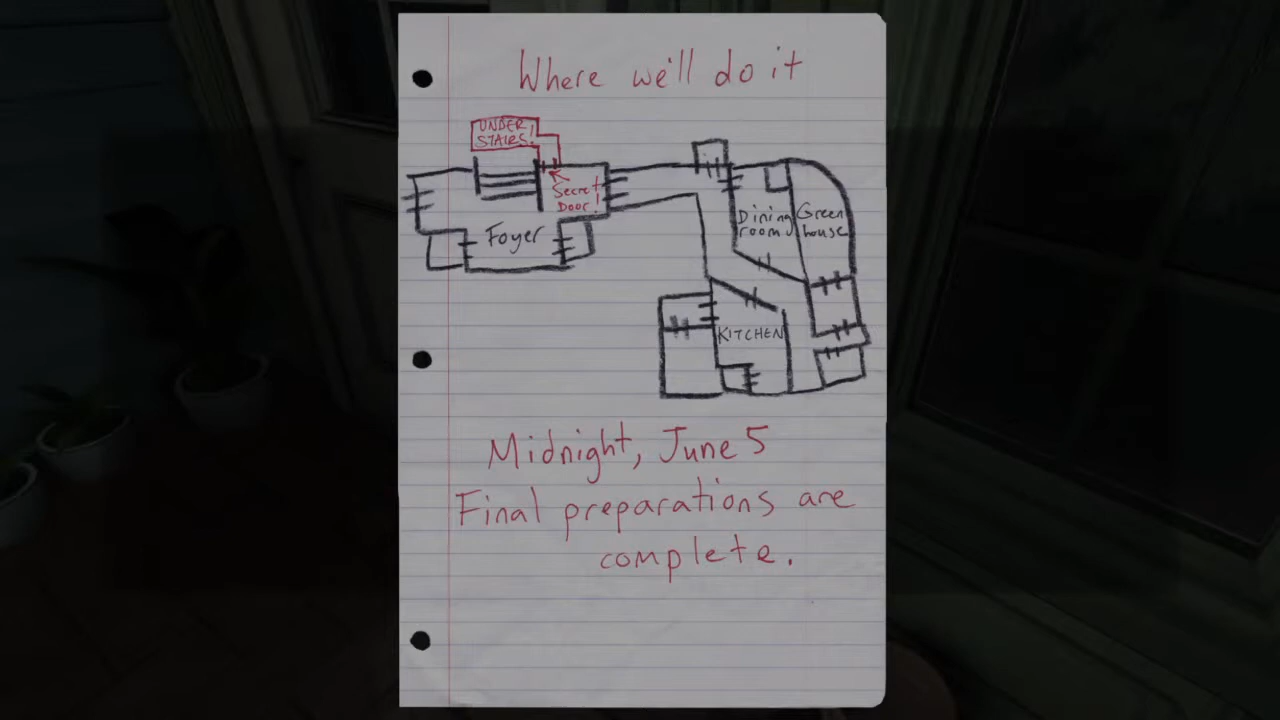 Where we'll do it
UNDER
STAIRS!
Secret
Door!
Foyer
Dining
room
Green
house
KITCHEN
Midnight, June 5
Final preparations are
complete.